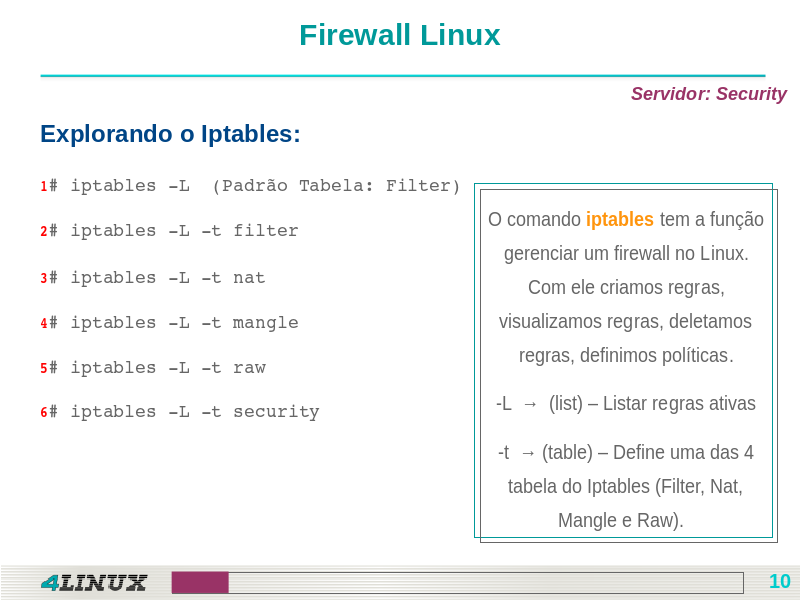 Firewall Linux
Servidor: Security
Explorando o Iptables:
1# iptables -L  (Padrão Tabela: Filter)
2# iptables -L -t filter
3# iptables -L -t nat
4# iptables -L -t mangle
5# iptables -L -t raw
6# iptables -L -t security
O comando iptables tem a função
gerenciar um firewall no Linux.
Com ele criamos regras,
visualizamos regras, deletamos
regras, definimos políticas.
-L → (list) – Listar regras ativas
-t → (table) – Define uma das 4
tabela do Iptables (Filter, Nat,
Mangle e Raw).
4LINUX
10